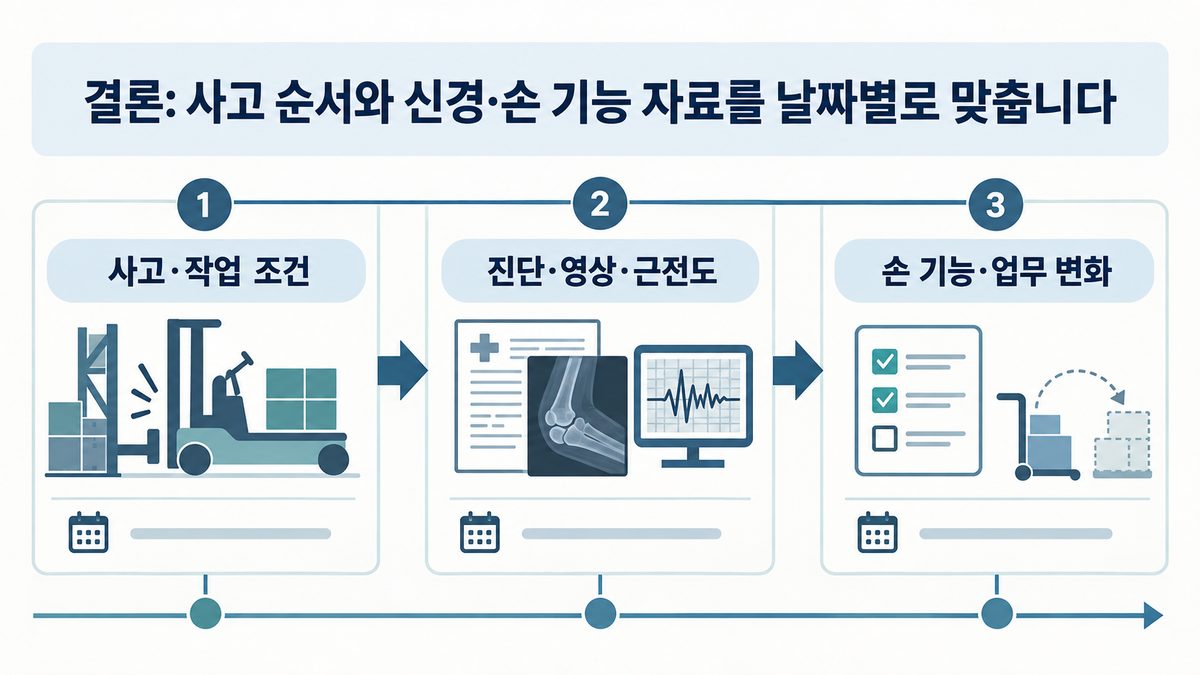 결론: 사고 순서와 신경·손 기능 자료를 날짜별로 맞춥니다
1
2
3
사고·작업 조건
진단·영상·근전도
손 기능·업무 변화